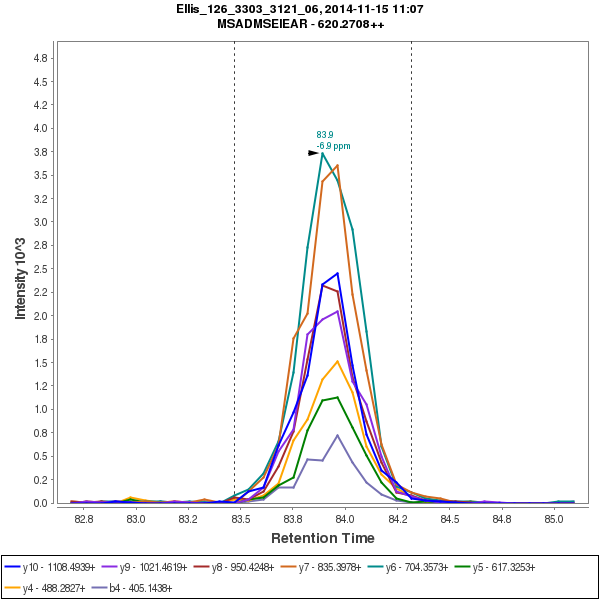 Ellis_126_3303_3121_06, 2014-11-15 11:07
MSADMSEIEAR - 620.2708++
4.8
4.5
4.2
4.0
3.8
3.5
3.2
3.0
2.8
2.5
2.2
2.0
1.8
1.5
1.2
1.0
0.8
0.5
0.2
0.0
Intensity 10^3
83.9
-6.9 ppm
82.8 83.0 83.2 83.5 83.8 84.0 84.2 84.5 84.8 85.0
Retention Time
y10 - 1108.4939+ y9 - 1021.4619+ y8 - 950.4248+ y7 - 835.3978+ y6 - 704.3573+ y5 - 617.3253+
y4 - 488.2827+ b4 - 405.1438+